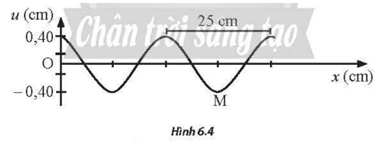 u (cm)
Chân trời sáng tạo
25 cm
0,40
O
x (cm)
-0,40
M
Hình 6.4